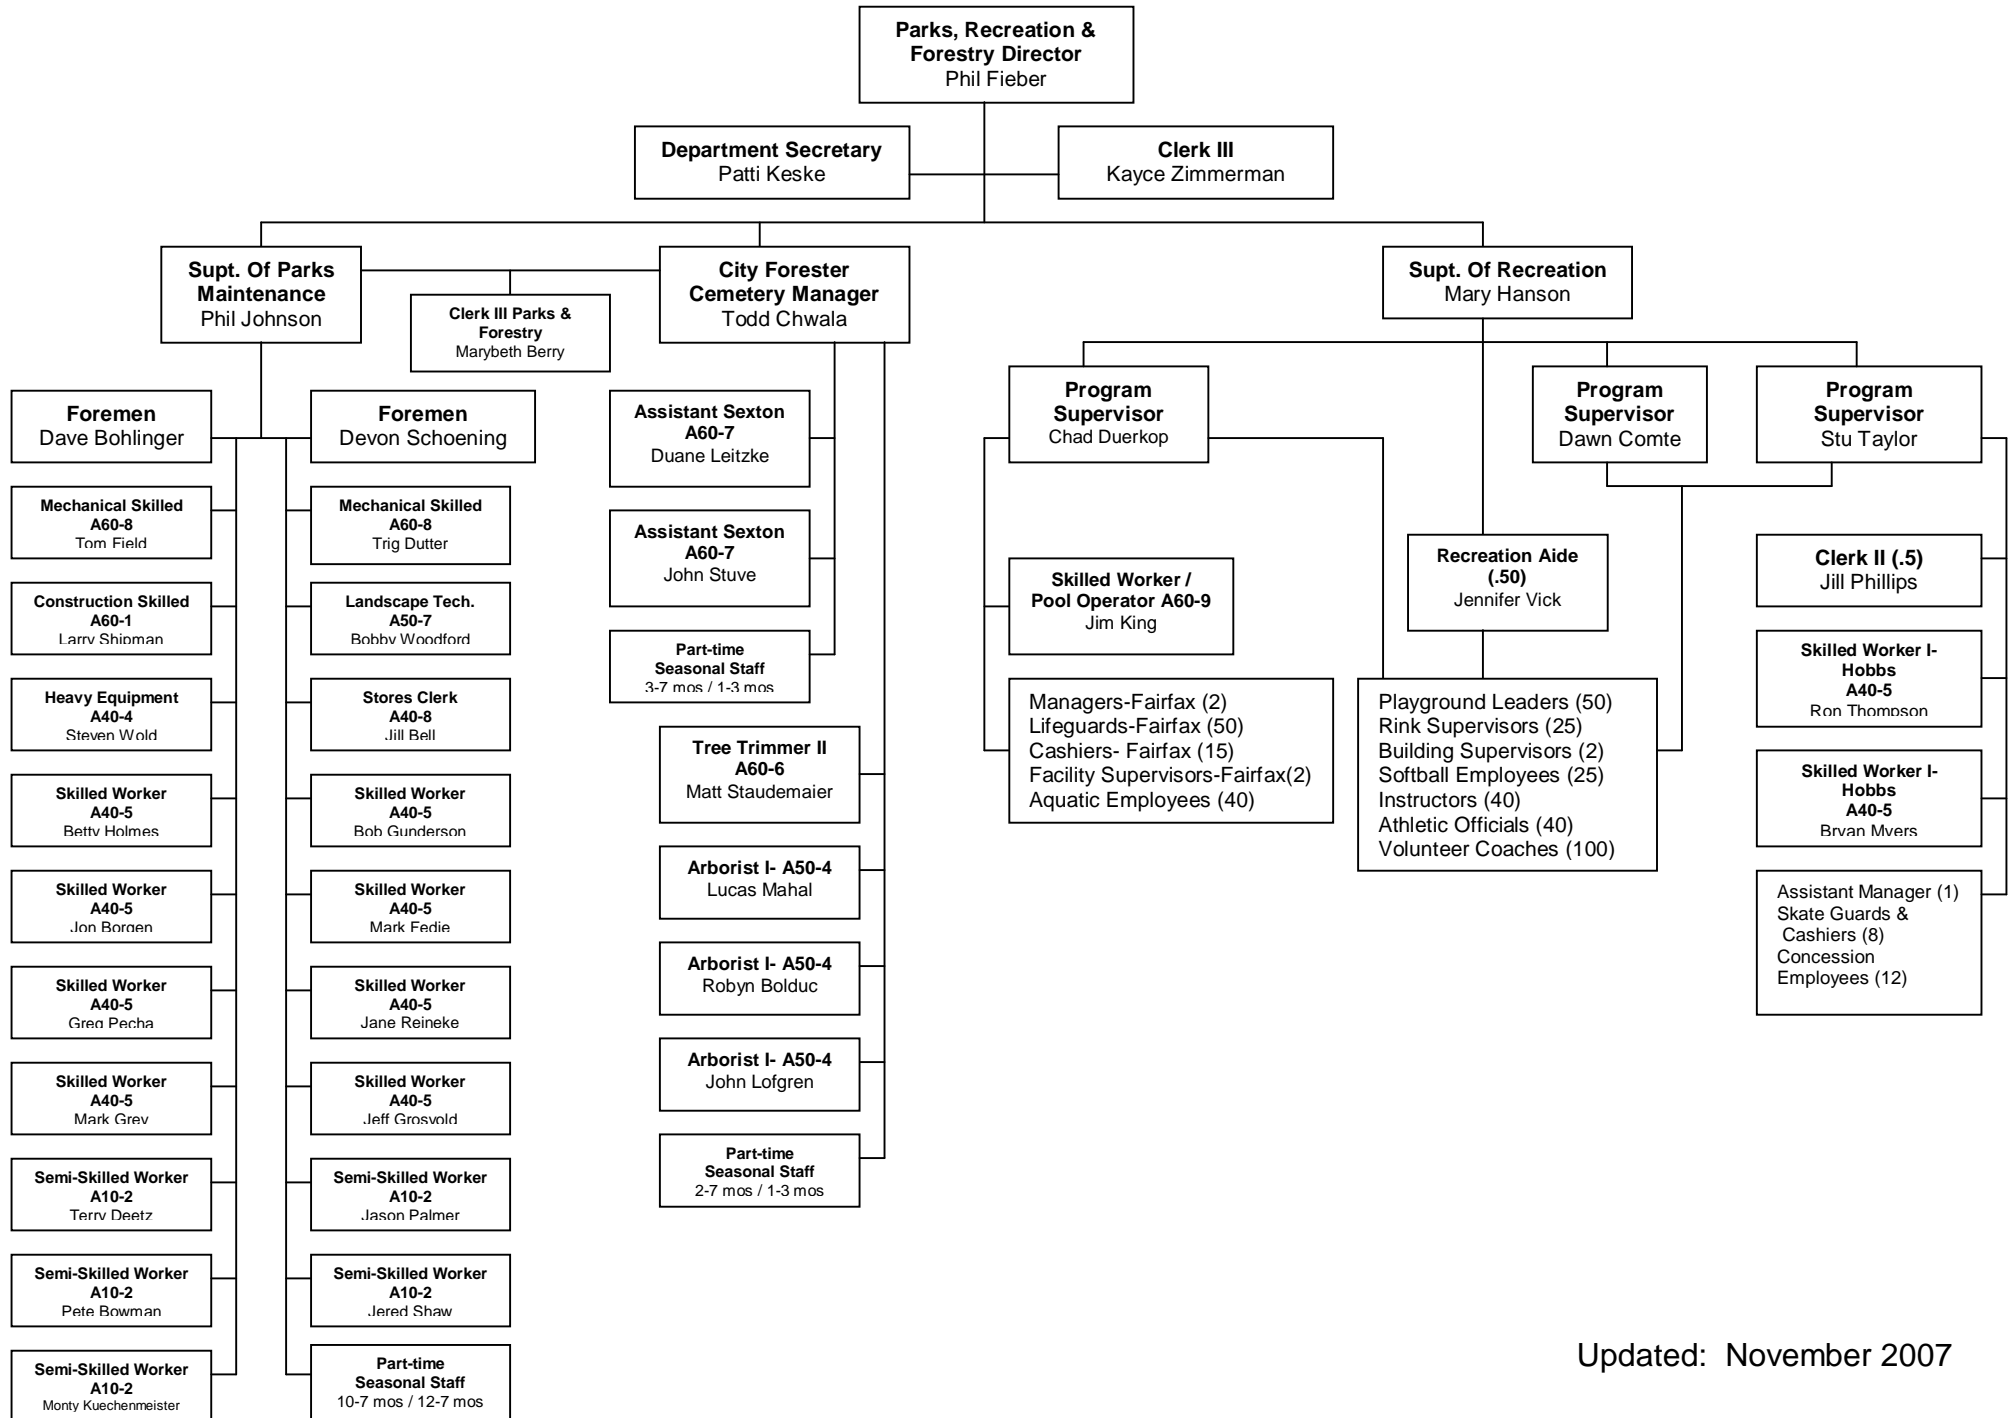 Parks, Recreation &
Forestry Director
Phil Fieber
Department Secretary
Patti Keske
Clerk III
Kayce Zimmerman
Supt. Of Parks
Maintenance
Phil Johnson
Clerk III Parks &
Forestry
Marybeth Berry
City Forester
Cemetery Manager
Todd Chwala
Supt. Of Recreation
Mary Hanson
Foremen
Dave Bohlinger
Mechanical Skilled
A60-8
Tom Field
Construction Skilled
A60-1
Larry Shipman
Heavy Equipment
A40-4
Steven Wold
Skilled Worker
A40-5
Betty Holmes
Skilled Worker
A40-5
Jon Borgen
Skilled Worker
A40-5
Greg Pecha
Skilled Worker
A40-5
Mark Grey
Semi-Skilled Worker
A10-2
Terry Deetz
Semi-Skilled Worker
A10-2
Pete Bowman
Semi-Skilled Worker
A10-2
Monty Kuechenmeister
Foremen
Devon Schoening
Mechanical Skilled
A60-8
Trig Dutter
Landscape Tech.
A50-7
Bobby Woodford
Stores Clerk
A40-8
Jill Bell
Skilled Worker
A40-5
Bob Gunderson
Skilled Worker
A40-5
Mark Fedie
Skilled Worker
A40-5
Jane Reineke
Skilled Worker
A40-5
Jeff Grosvold
Semi-Skilled Worker
A10-2
Jason Palmer
Semi-Skilled Worker
A10-2
Jered Shaw
Part-time
Seasonal Staff
10-7 mos / 12-7 mos
Assistant Sexton
A60-7
Duane Leitzke
Assistant Sexton
A60-7
John Stuve
Part-time
Seasonal Staff
3-7 mos / 1-3 mos
Tree Trimmer II
A60-6
Matt Staudemaier
Arborist I- A50-4
Lucas Mahal
Arborist I- A50-4
Robyn Bolduc
Arborist I- A50-4
John Lofgren
Part-time
Seasonal Staff
2-7 mos / 1-3 mos
Program
Supervisor
Chad Duerkop
Skilled Worker /
Pool Operator A60-9
Jim King
Managers-Fairfax (2)
Lifeguards-Fairfax (50)
Cashiers- Fairfax (15)
Facility Supervisors-Fairfax(2)
Aquatic Employees (40)
Recreation Aide
(.50)
Jennifer Vick
Playground Leaders (50)
Rink Supervisors (25)
Building Supervisors (2)
Softball Employees (25)
Instructors (40)
Athletic Officials (40)
Volunteer Coaches (100)
Program
Supervisor
Dawn Comte
Program
Supervisor
Stu Taylor
Clerk II (.5)
Jill Phillips
Skilled Worker I-
Hobbs
A40-5
Ron Thompson
Skilled Worker I-
Hobbs
A40-5
Bryan Myers
Assistant Manager (1)
Skate Guards &
Cashiers (8)
Concession
Employees (12)
Updated: November 2007